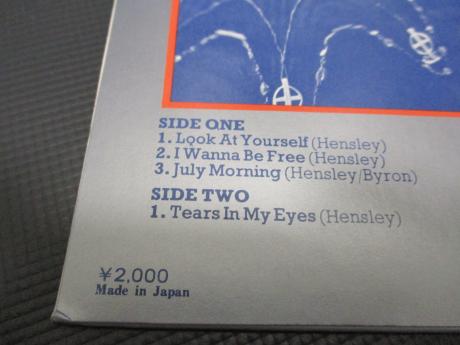 SIDE ONE
1. Look At Yourself (Hensley)
2. I Wanna Be Free (Hensley)
3. July Morning (Hensley/Byron)
SIDE TWO
1. Tears In My Eyes (Hensley)
¥2,000
Made in Japan